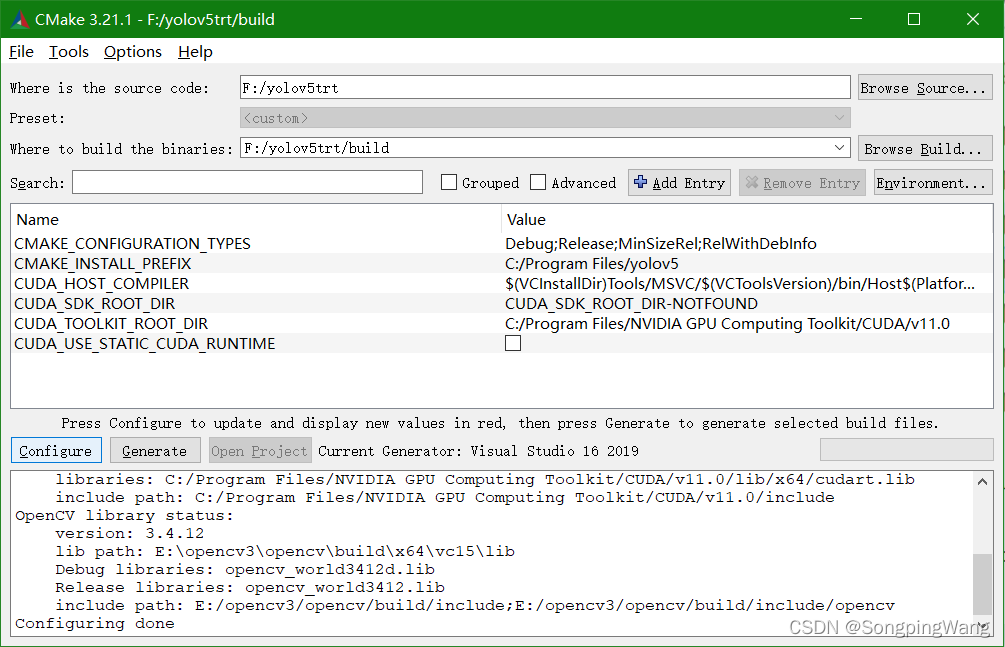 CMake 3.21.1 - F:/yolov5trt/build
File Tools Options Help
Where is the source code: F:/yolov5trt Browse Source...
Preset: <custom>
Where to build the binaries: F:/yolov5trt/build Browse Build...
Search: Grouped Advanced Add Entry Remove Entry Environment...
Name Value
CMAKE_CONFIGURATION_TYPES Debug;Release;MinSizeRel;RelWithDebInfo
CMAKE_INSTALL_PREFIX C:/Program Files/yolov5
CUDA_HOST_COMPILER $(VCInstallDir)Tools/MSVC/$(VCToolsVersion)/bin/Host$(Platfor...
CUDA_SDK_ROOT_DIR CUDA_SDK_ROOT_DIR-NOTFOUND
CUDA_TOOLKIT_ROOT_DIR C:/Program Files/NVIDIA GPU Computing Toolkit/CUDA/v11.0
CUDA_USE_STATIC_CUDA_RUNTIME
Press Configure to update and display new values in red, then press Generate to generate selected build files.
Configure Generate Open Project Current Generator: Visual Studio 16 2019
libraries: C:/Program Files/NVIDIA GPU Computing Toolkit/CUDA/v11.0/lib/x64/cudart.lib
include path: C:/Program Files/NVIDIA GPU Computing Toolkit/CUDA/v11.0/include
OpenCV library status:
version: 3.4.12
lib path: E:\opencv3\opencv\build\x64\vc15\lib
Debug libraries: opencv_world3412d.lib
Release libraries: opencv_world3412.lib
include path: E:/opencv3/opencv/build/include;E:/opencv3/opencv/build/include/opencv
Configuring done
CSDN @SongpingWang